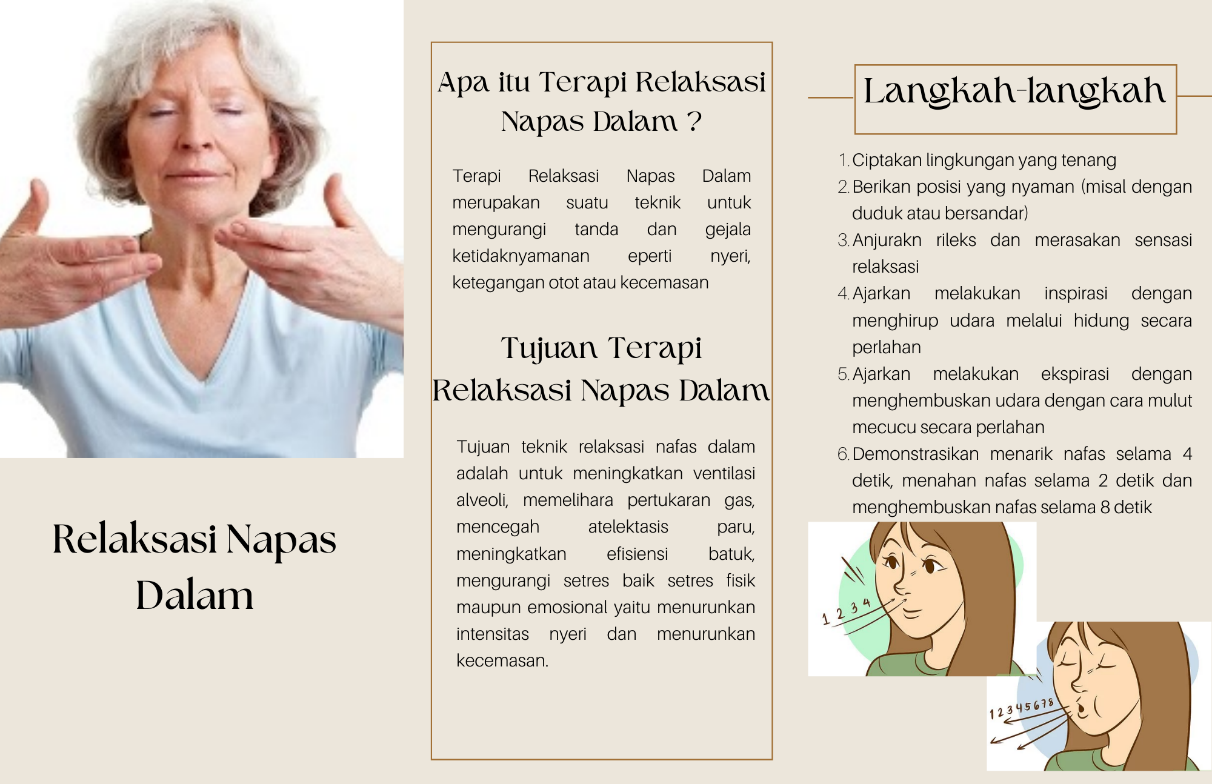 Relaksasi Napas
Dalam
Apa itu Terapi Relaksasi
Napas Dalam ?
Terapi Relaksasi Napas Dalam
merupakan suatu teknik untuk
mengurangi tanda dan gejala
ketidaknyamanan eperti nyeri,
ketegangan otot atau kecemasan
Tujuan Terapi
Relaksasi Napas Dalam
Tujuan teknik relaksasi nafas dalam
adalah untuk meningkatkan ventilasi
alveoli, memelihara pertukaran gas,
mencegah atelektasis paru,
meningkatkan efisiensi batuk,
mengurangi setres baik setres fisik
maupun emosional yaitu menurunkan
intensitas nyeri dan menurunkan
kecemasan.
Langkah-langkah
1. Ciptakan lingkungan yang tenang
2. Berikan posisi yang nyaman (misal dengan
duduk atau bersandar)
3. Anjurakn rileks dan merasakan sensasi
relaksasi
4. Ajarkan melakukan inspirasi dengan
menghirup udara melalui hidung secara
perlahan
5. Ajarkan melakukan ekspirasi dengan
menghembuskan udara dengan cara mulut
mecucu secara perlahan
6. Demonstrasikan menarik nafas selama 4
detik, menahan nafas selama 2 detik dan
menghembuskan nafas selama 8 detik
1 2 3 4
1 2 3 4 5 6 7 8